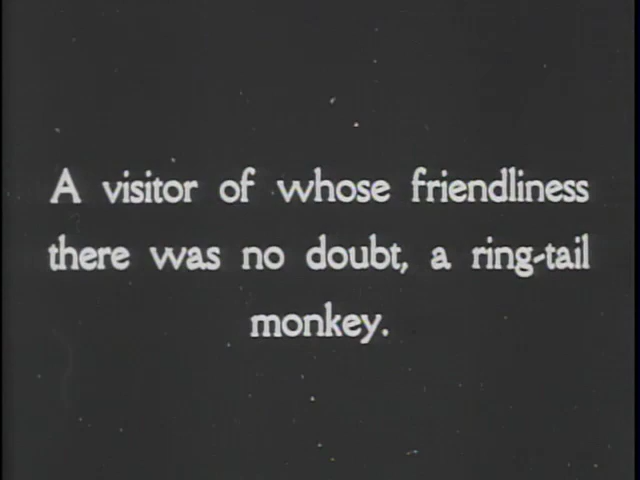 A visitor of whose friendliness
there was no doubt, a ring-tail
monkey.